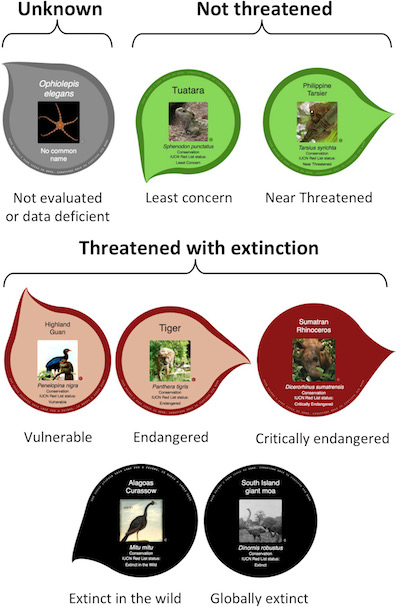 Unknown
Not threatened
Ophiolepis
elegans
No common
name
Tuatara
Sphenodon punctatus
Conservation
IUCN Red List status:
Least Concern
Philippine
Tarsier
Tarsius syrichta
Conservation
IUCN Red List status:
Near Threatened
Not evaluated
or data deficient
Least concern
Near Threatened
Threatened with extinction
Highland
Guan
Penelopina nigra
Conservation
IUCN Red List status:
Vulnerable
Tiger
Panthera tigris
Conservation
IUCN Red List status:
Endangered
Sumatran
Rhinoceros
Dicerorhinus sumatrensis
Conservation
IUCN Red List status:
Critically Endangered
Vulnerable
Endangered
Critically endangered
Alagoas
Curassow
Mitu mitu
Conservation
IUCN Red List status:
Extinct in the Wild
South Island
giant moa
Dinornis robustus
Conservation
IUCN Red List status:
Extinct
Extinct in the wild
Globally extinct